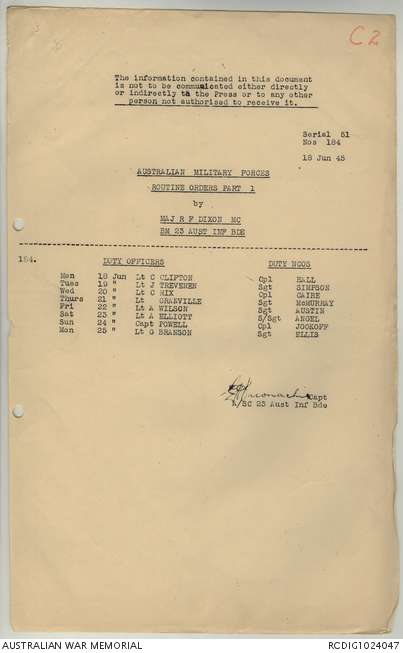 C2
The information contained in this document
is not to be communicated either directly
or indirectly to the Press or to any other
person not authorised to receive it.
Serial 51
Nos 184
18 Jun 45
AUSTRALIAN MILITARY FORCES
ROUTINE ORDERS PART 1
by
MAJ R F DIXON MC
BM 23 AUST INF BDE
184. DUTY OFFICERS DUTY NCOS
Mon 18 Jun Lt C CLIFTON Cpl HALL
Tues 19 " Lt J TREVENEN Sgt SIMPSON
Wed 20 " Lt C MIX Cpl CAIRE
Thurs 21 " Lt GRANVILLE Sgt McMURRAY
Fri 22 " Lt A WILSON Sgt AUSTIN
Sat 23 " Lt A ELLIOTT S/Sgt ANGEL
Sun 24 " Capt POWELL Cpl JOOKOFF
Mon 25 " Lt G BRANSON Sgt ELLIS
Capt
A/SC 23 Aust Inf Bde
AUSTRALIAN WAR MEMORIAL RCDIG1024047